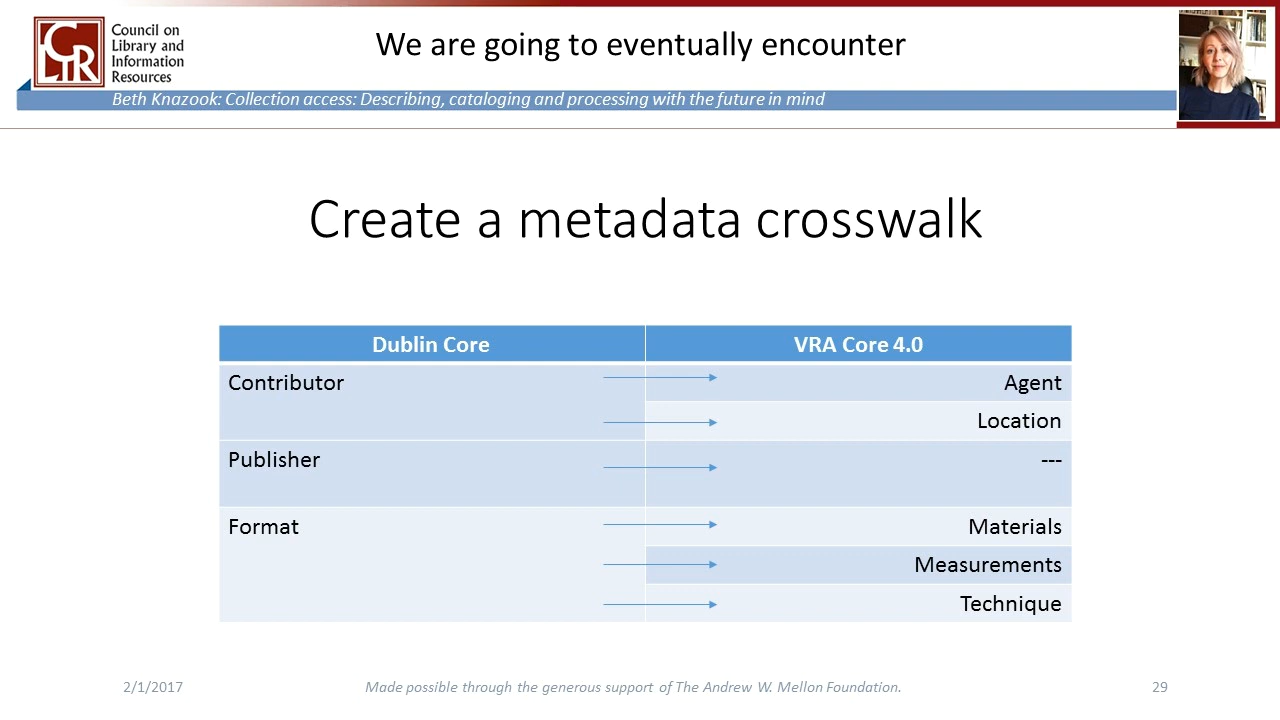 CLIR
Council on
Library and
Information
Resources
We are going to eventually encounter
Beth Knazook: Collection access: Describing, cataloging and processing with the future in mind
Create a metadata crosswalk
Dublin Core VRA Core 4.0
Contributor Agent
Location
Publisher ---
Format Materials
Measurements
Technique
2/1/2017 Made possible through the generous support of The Andrew W. Mellon Foundation. 29